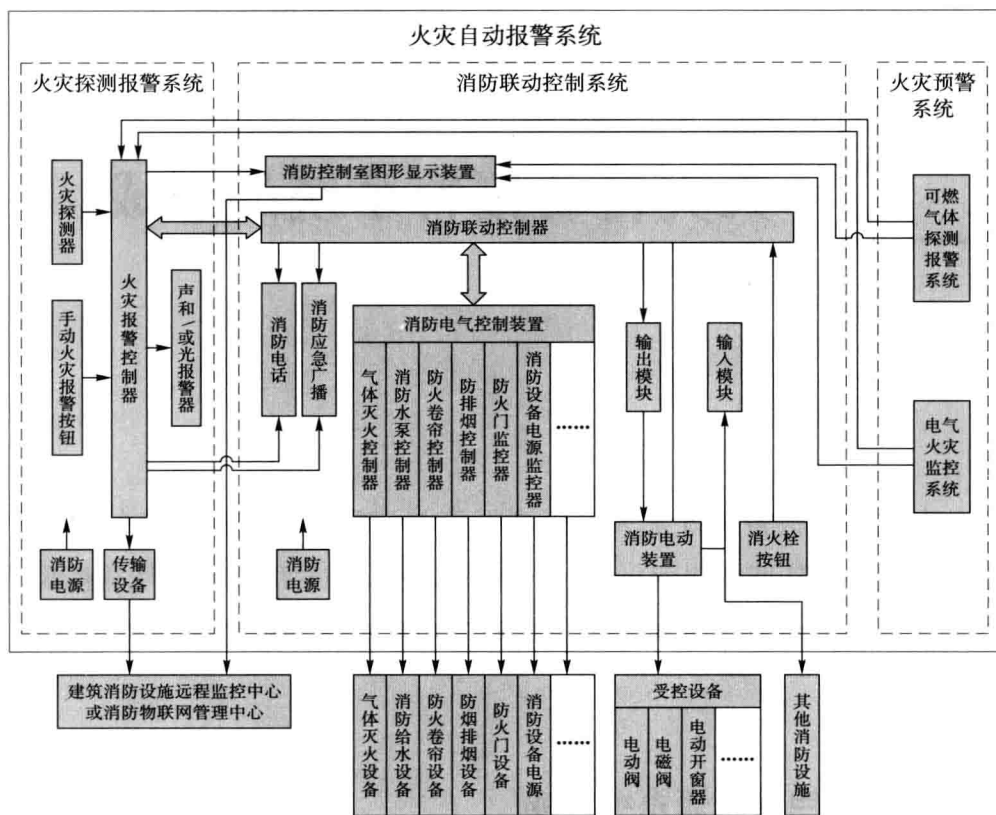 火灾自动报警系统
火灾探测报警系统
消防联动控制系统
火灾预警
系统
火灾探测器
手动火灾报警按钮
火灾报警控制器
声和/或光报警器
消防
电源
传输
设备
消防控制室图形显示装置
消防联动控制器
消防电话
消防应急广播
消防电气控制装置
气体灭火控制器
消防水泵控制器
防火卷帘控制器
防排烟控制器
防火门监控器
消防设备电源监控器
……
输出模块
输入模块
消防
电源
消防电动
装置
消火栓
按钮
可燃
气体
探测
报警
系统
电气
火灾
监控
系统
建筑消防设施远程监控中心
或消防物联网管理中心
气体灭火设备
消防给水设备
防火卷帘设备
防烟排烟设备
防火门设备
消防设备电源
……
受控设备
电动阀
电磁阀
电动开窗器
……
其他消防设施